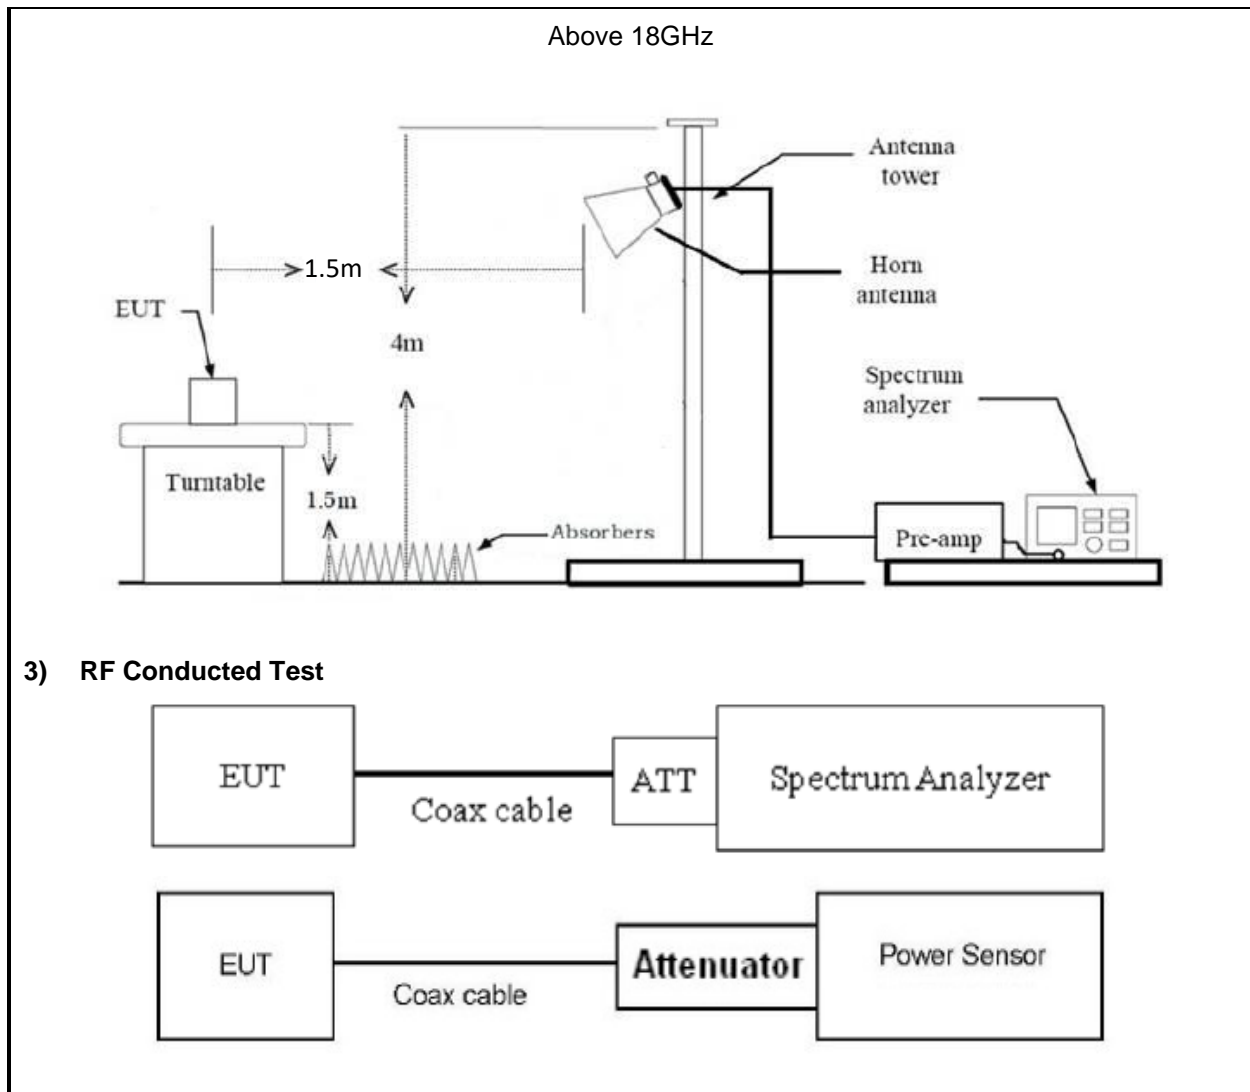 Above 18GHz
Antenna
tower
1.5m
Horn
antenna
EUT
4m
Spectrum
analyzer
Turntable
1.5m
Absorbers
Pre-amp
3) RF Conducted Test
EUT
Coax cable
ATT
Spectrum Analyzer
EUT
Coax cable
Attenuator
Power Sensor